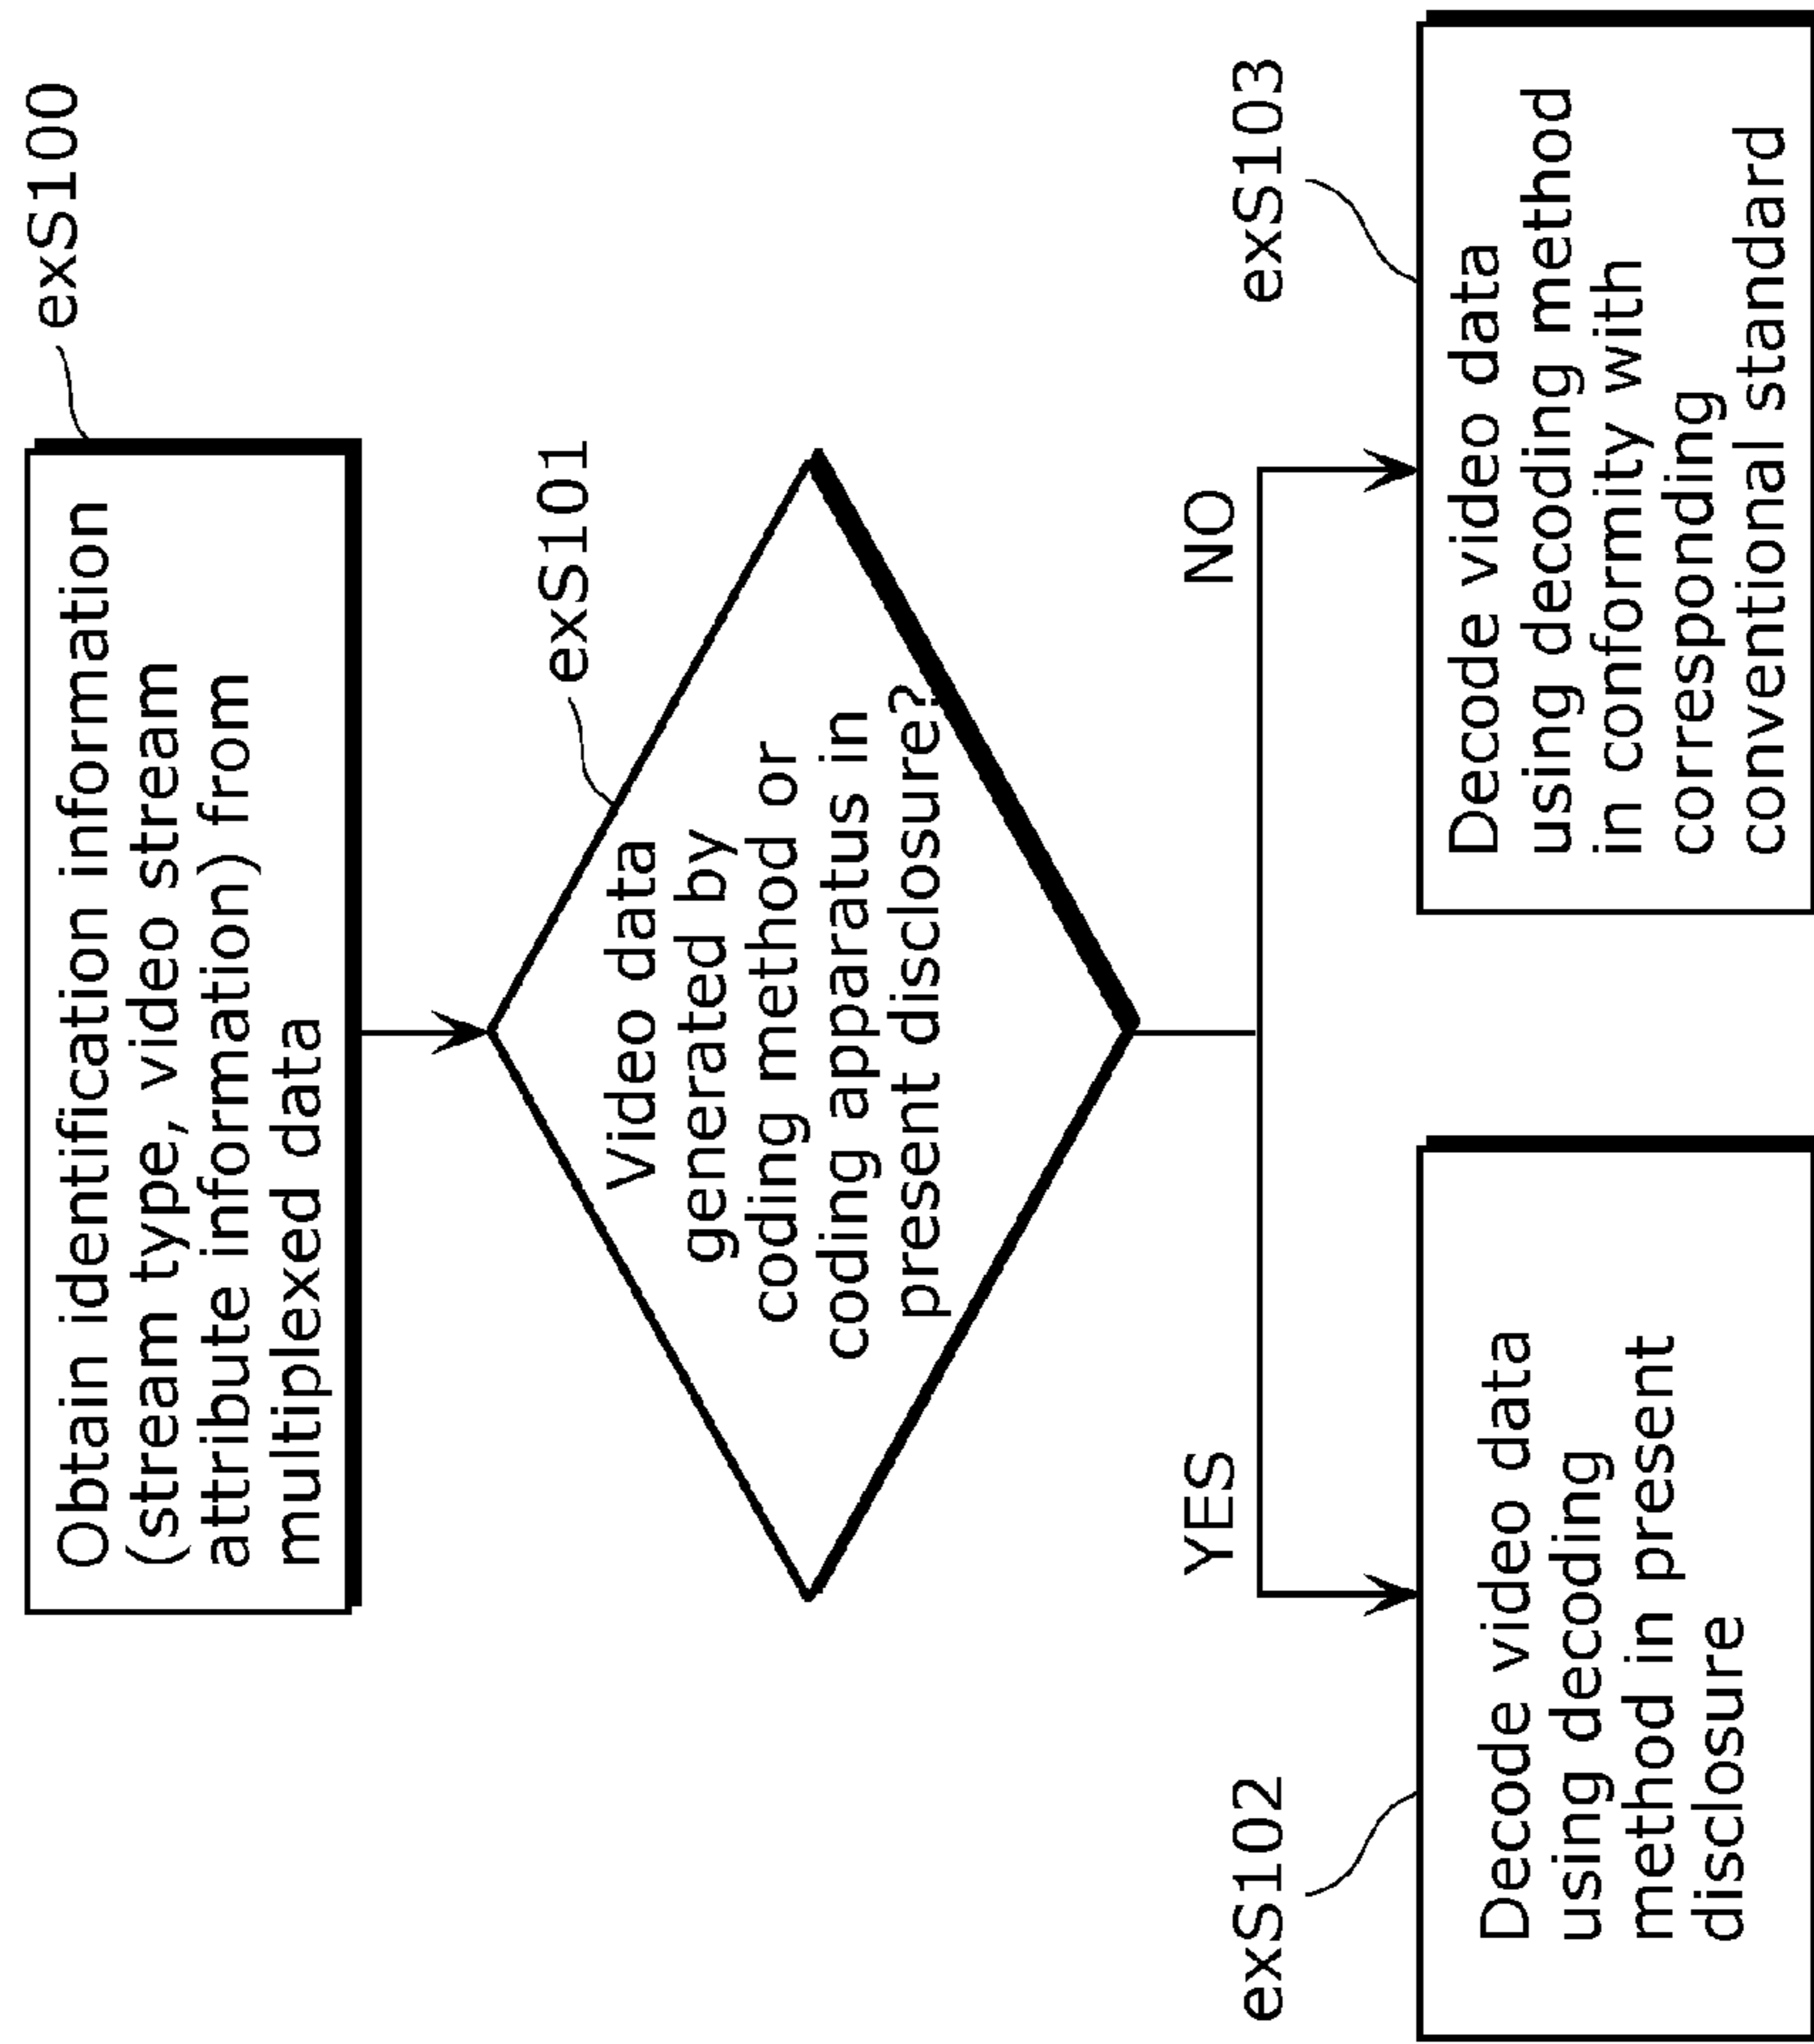 exS100
Obtain identification information
(stream type, video stream
attribute information) from
multiplexed data
exS101
Video data
generated by
coding method or
coding apparatus in
present disclosure?
YES
NO
exS102
exS103
Decode video data
using decoding
method in present
disclosure
Decode video data
using decoding method
in conformity with
corresponding
conventional standard